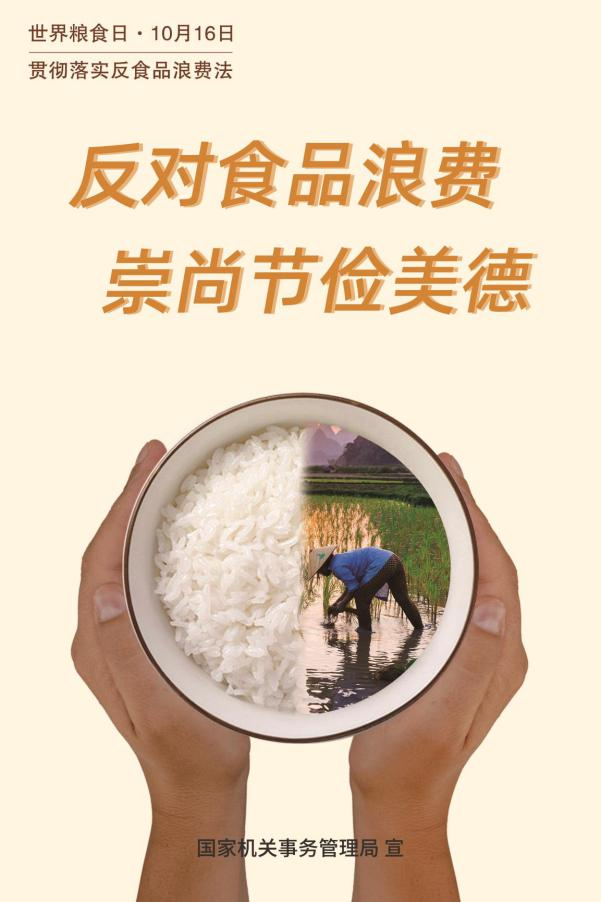 世界粮食日·10月16日
贯彻落实反食品浪费法
反对食品浪费
崇尚节俭美德
国家机关事务管理局 宣